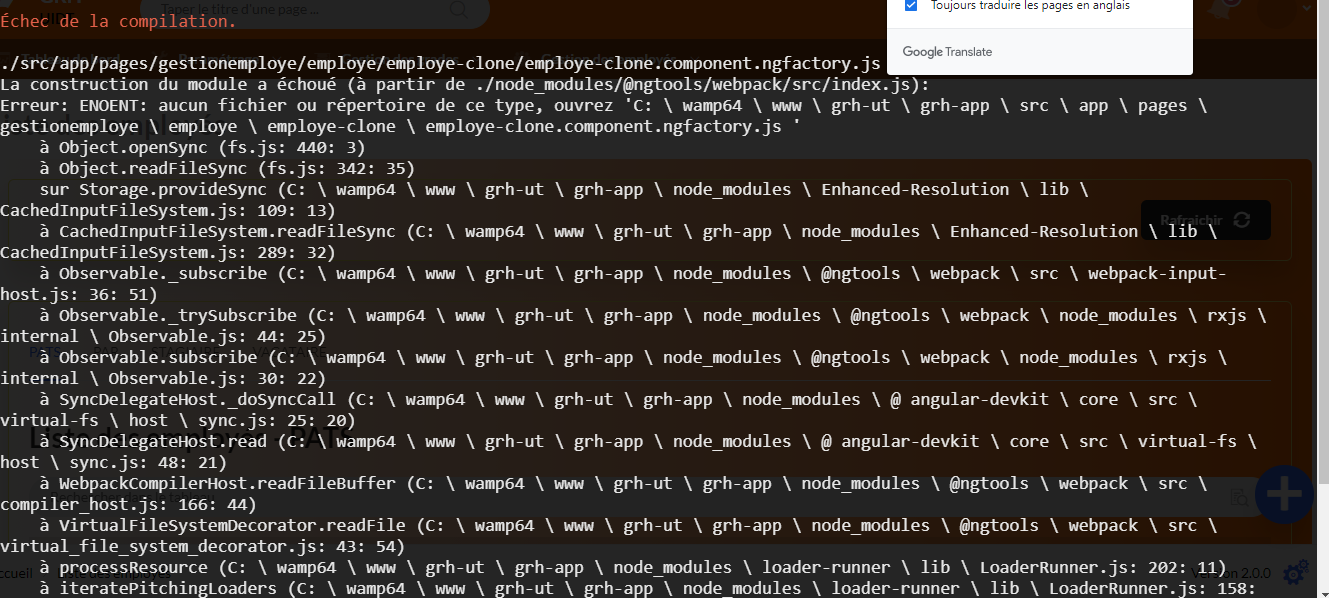 Taper le titre d'une page ...
Toujours traduire les pages en anglais
Google Translate
Échec de la compilation.
./src/app/pages/gestionemploye/employe/employe-clone/employe-clone.component.ngfactory.js
La construction du module a échoué (à partir de ./node_modules/@ngtools/webpack/src/index.js):
Erreur: ENOENT: aucun fichier ou répertoire de ce type, ouvrez 'C: \ wamp64 \ www \ grh-ut \ grh-app \ src \ app \ pages \
gestionemploye \ employe \ employe-clone \ employe-clone.component.ngfactory.js '
à Object.openSync (fs.js: 440: 3)
à Object.readFileSync (fs.js: 342: 35)
sur Storage.provideSync (C: \ wamp64 \ www \ grh-ut \ grh-app \ node_modules \ Enhanced-Resolution \ lib \
CachedInputFileSystem.js: 109: 13)
Rafraichir
à CachedInputFileSystem.readFileSync (C: \ wamp64 \ www \ grh-ut \ grh-app \ node_modules \ Enhanced-Resolution \ lib \
CachedInputFileSystem.js: 289: 32)
à Observable._subscribe (C: \ wamp64 \ www \ grh-ut \ grh-app \ node_modules \ @ngtools \ webpack \ src \ webpack-input-
host.js: 36: 51)
à Observable._trySubscribe (C: \ wamp64 \ www \ grh-ut \ grh-app \ node_modules \ @ngtools \ webpack \ node_modules \ rxjs \
internal \ Observable.js: 44: 25)
à Observable.subscribe (C: \ wamp64 \ www \ grh-ut \ grh-app \ node_modules \ @ngtools \ webpack \ node_modules \ rxjs \
internal \ Observable.js: 30: 22)
à SyncDelegateHost._doSyncCall (C: \ wamp64 \ www \ grh-ut \ grh-app \ node_modules \ @ angular-devkit \ core \ src \
virtual-fs \ host \ sync.js: 25: 20)
Liste des employés - PATS
à SyncDelegateHost.read (C: \ wamp64 \ www \ grh-ut \ grh-app \ node_modules \ @ angular-devkit \ core \ src \ virtual-fs \
host \ sync.js: 48: 21)
à WebpackCompilerHost.readFileBuffer (C: \ wamp64 \ www \ grh-ut \ grh-app \ node_modules \ @ngtools \ webpack \ src \
compiler_host.js: 166: 44)
à VirtualFileSystemDecorator.readFile (C: \ wamp64 \ www \ grh-ut \ grh-app \ node_modules \ @ngtools \ webpack \ src \
virtual_file_system_decorator.js: 43: 54)
à processResource (C: \ wamp64 \ www \ grh-ut \ grh-app \ node_modules \ loader-runner \ lib \ LoaderRunner.js: 202: 11)
Version 2.0.0
à iteratePitchingLoaders (C: \ wamp64 \ www \ grh-ut \ grh-app \ node_modules \ loader-runner \ lib \ LoaderRunner.js: 158: